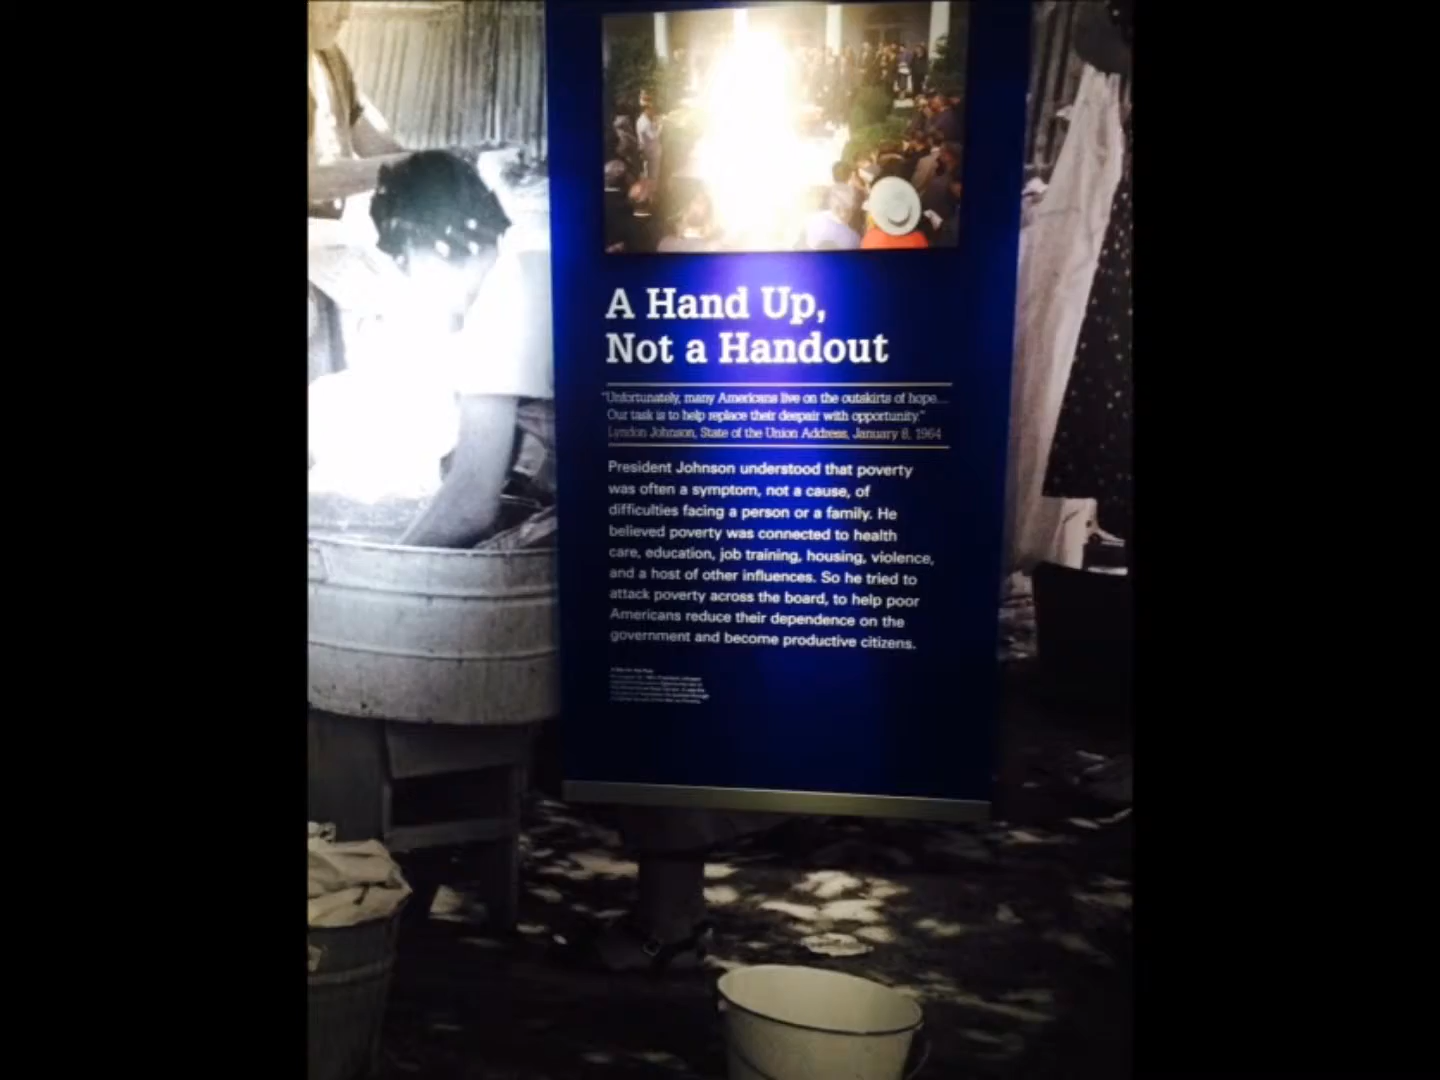 A Hand Up,
Not a Handout
"Unfortunately, many Americans live on the outskirts of hope...
Our task is to help replace their despair with opportunity."
Lyndon Johnson, State of the Union Address, January 8, 1964
President Johnson understood that poverty
was often a symptom, not a cause, of
difficulties facing a person or a family. He
believed poverty was connected to health
care, education, job training, housing, violence,
and a host of other influences. So he tried to
attack poverty across the board, to help poor
Americans reduce their dependence on the
government and become productive citizens.